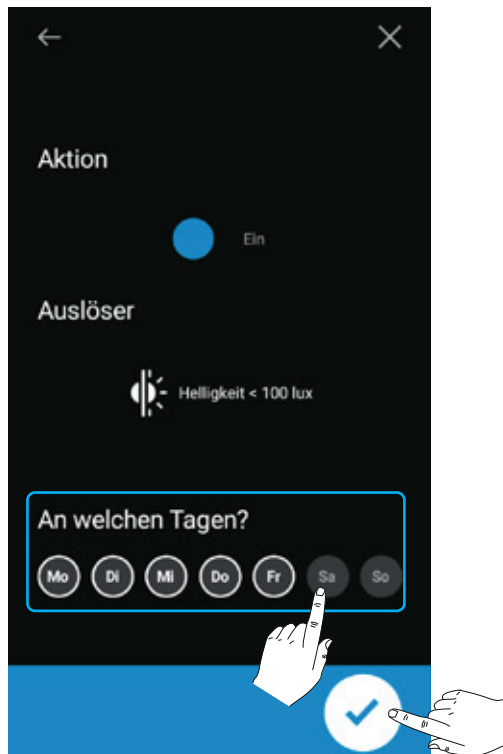 Aktion
Ein
Auslöser
Helligkeit < 100 lux
An welchen Tagen?
Mo Di Mi Do Fr Sa So